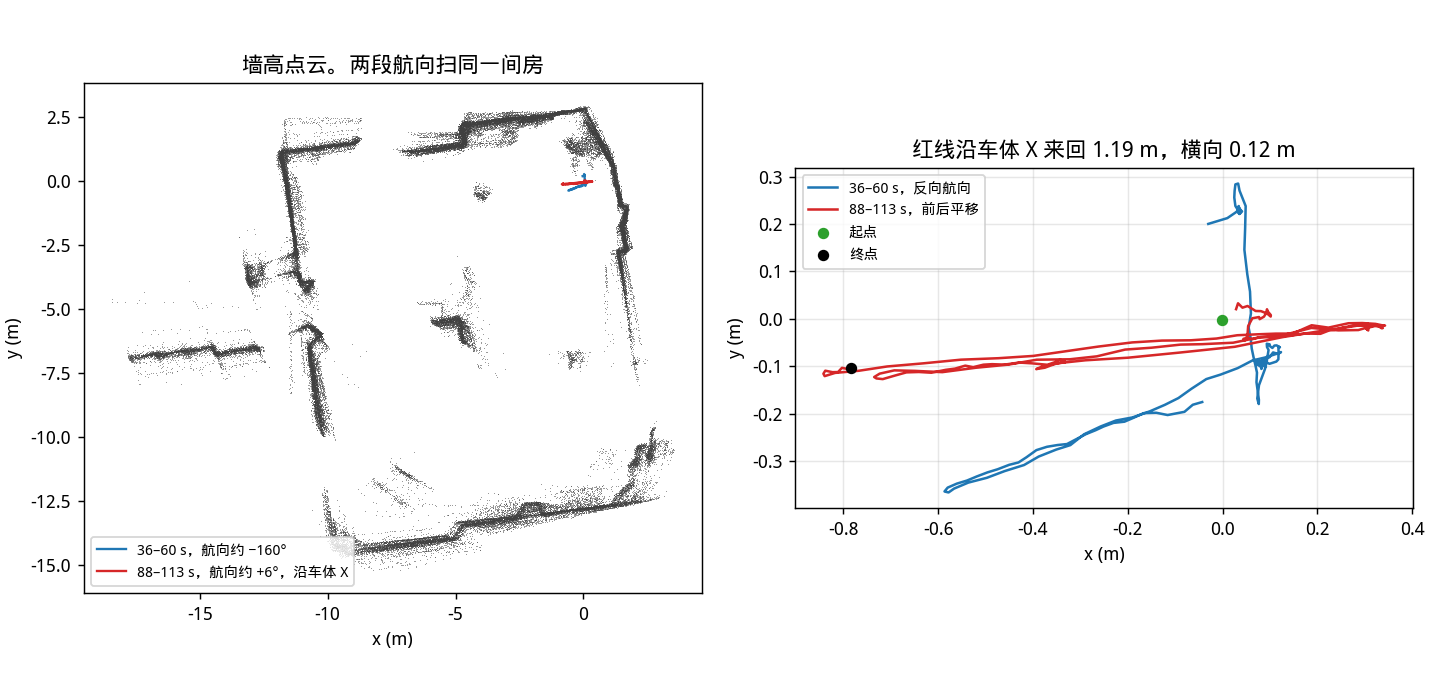 墙高点云。两段航向扫同一间房
2.5
0.0
-2.5
-5.0
-7.5
-10.0
-12.5
-15.0
y (m)
36–60 s，航向约 −160°
88–113 s，航向约 +6°，沿车体 X
-15
-10
-5
0
x (m)
红线沿车体 X 来回 1.19 m，横向 0.12 m
36–60 s，反向航向
88–113 s，前后平移
起点
终点
0.3
0.2
0.1
0.0
-0.1
-0.2
-0.3
y (m)
-0.8
-0.6
-0.4
-0.2
0.0
0.2
0.4
x (m)